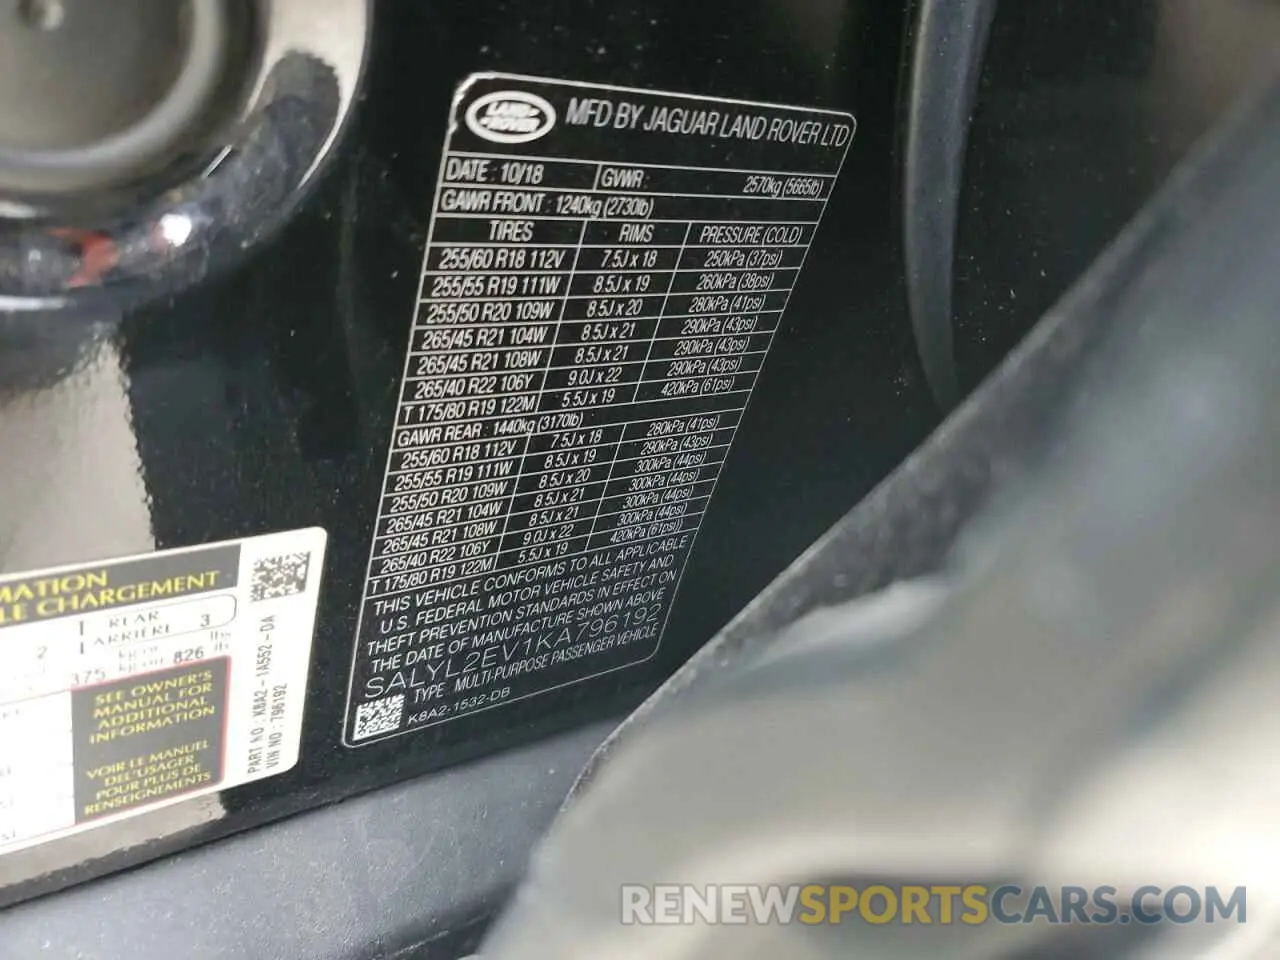 LAND ROVER
MFD BY JAGUAR LAND ROVER LTD
DATE : 10/18 GVWR : 2570kg (5665lb)
GAWR FRONT : 1240kg (2730lb)
TIRES RIMS PRESSURE (COLD)
255/60 R18 112V 7.5J x 18 250kPa (37psi)
255/55 R19 111W 8.5J x 19 260kPa (38psi)
255/50 R20 109W 8.5J x 20 280kPa (41psi)
265/45 R21 104W 8.5J x 21 290kPa (43psi)
265/45 R21 108W 8.5J x 21 290kPa (43psi)
265/40 R22 106Y 9.0J x 22 290kPa (43psi)
T 175/80 R19 122M 5.5J x 19 420kPa (61psi)
GAWR REAR : 1440kg (3170lb)
255/60 R18 112V 7.5J x 18 280kPa (41psi)
255/55 R19 111W 8.5J x 19 290kPa (43psi)
255/50 R20 109W 8.5J x 20 300kPa (44psi)
265/45 R21 104W 8.5J x 21 300kPa (44psi)
265/45 R21 108W 8.5J x 21 300kPa (44psi)
265/40 R22 106Y 9.0J x 22 300kPa (44psi)
T 175/80 R19 122M 5.5J x 19 420kPa (61psi)
THIS VEHICLE CONFORMS TO ALL APPLICABLE
U.S. FEDERAL MOTOR VEHICLE SAFETY AND
THEFT PREVENTION STANDARDS IN EFFECT ON
THE DATE OF MANUFACTURE SHOWN ABOVE
SALYL2EV1KA796192
TYPE : MULTI-PURPOSE PASSENGER VEHICLE
K8A2-1532-DB
MATION
LE CHARGEMENT
2 REAR
ARRIÈRE 3
375 kg or 826 lbs
kg ou lb
SEE OWNER'S
MANUAL FOR
ADDITIONAL
INFORMATION
VOIR LE MANUEL
DE L'USAGER
POUR PLUS DE
RENSEIGNEMENTS
PART NO : K8A2-1A552-DA
VIN NO : 796192
RENEWSPORTSCARS.COM